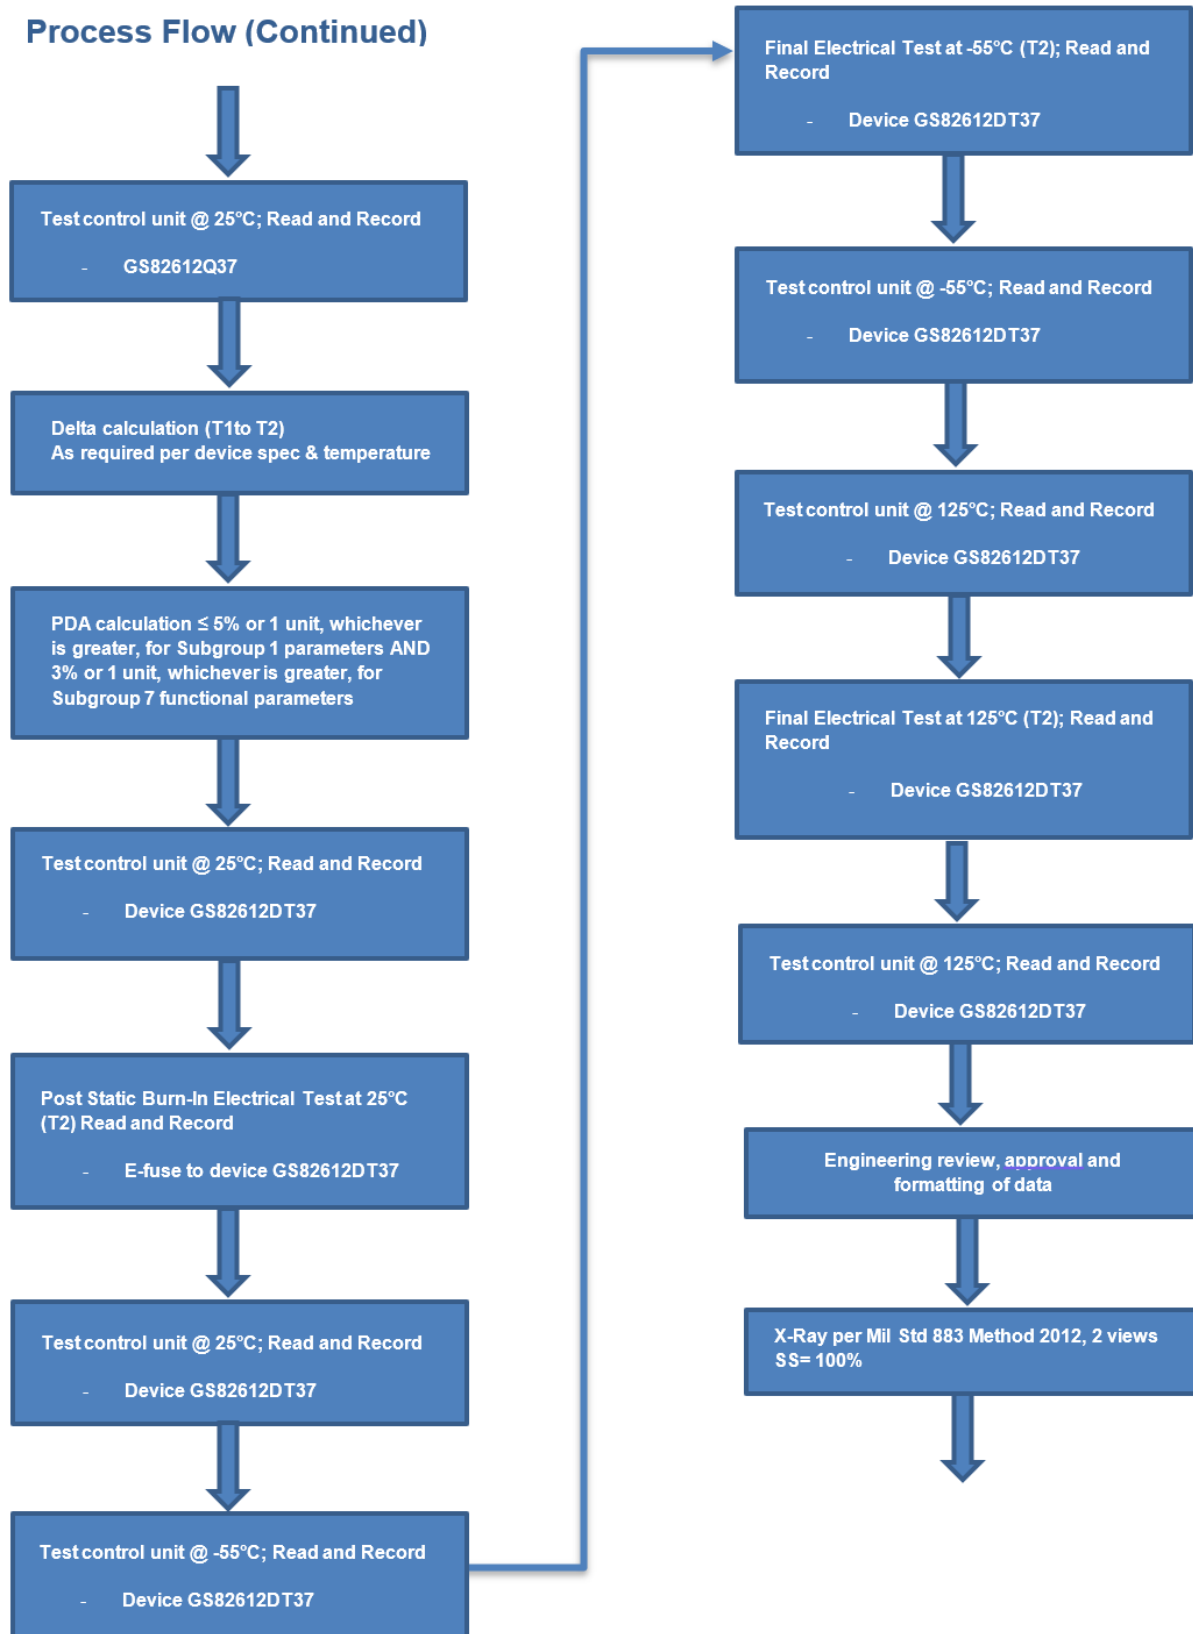 Process Flow (Continued)
Test control unit @ 25°C; Read and Record
- GS82612Q37
Delta calculation (T1to T2)
As required per device spec & temperature
PDA calculation ≤ 5% or 1 unit, whichever
is greater, for Subgroup 1 parameters AND
3% or 1 unit, whichever is greater, for
Subgroup 7 functional parameters
Test control unit @ 25°C; Read and Record
- Device GS82612DT37
Post Static Burn-In Electrical Test at 25°C
(T2) Read and Record
- E-fuse to device GS82612DT37
Test control unit @ 25°C; Read and Record
- Device GS82612DT37
Test control unit @ -55°C; Read and Record
- Device GS82612DT37
Final Electrical Test at -55°C (T2); Read and
Record
- Device GS82612DT37
Test control unit @ -55°C; Read and Record
- Device GS82612DT37
Test control unit @ 125°C; Read and Record
- Device GS82612DT37
Final Electrical Test at 125°C (T2); Read and
Record
- Device GS82612DT37
Test control unit @ 125°C; Read and Record
- Device GS82612DT37
Engineering review, approval and
formatting of data
X-Ray per Mil Std 883 Method 2012, 2 views
SS= 100%